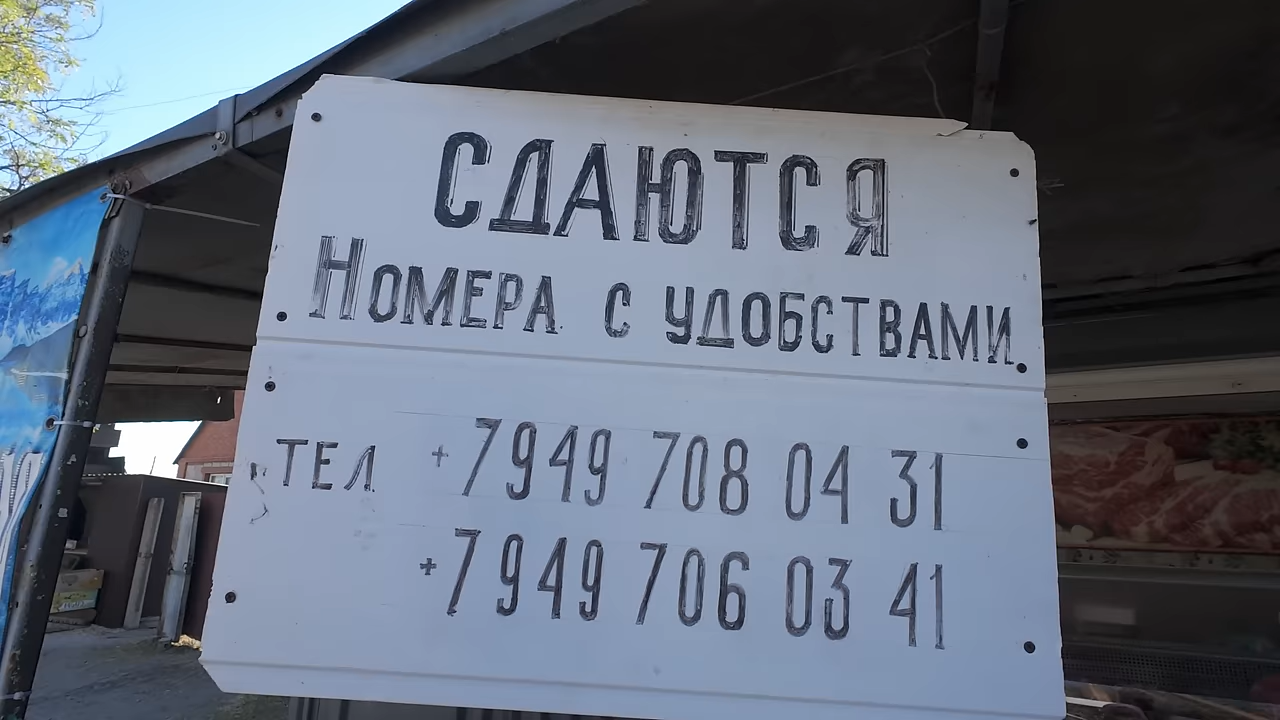 СДАЮТСЯ
НОМЕРА С УДОБСТВАМИ
ТЕЛ +7949 708 04 31
+7949 706 03 41